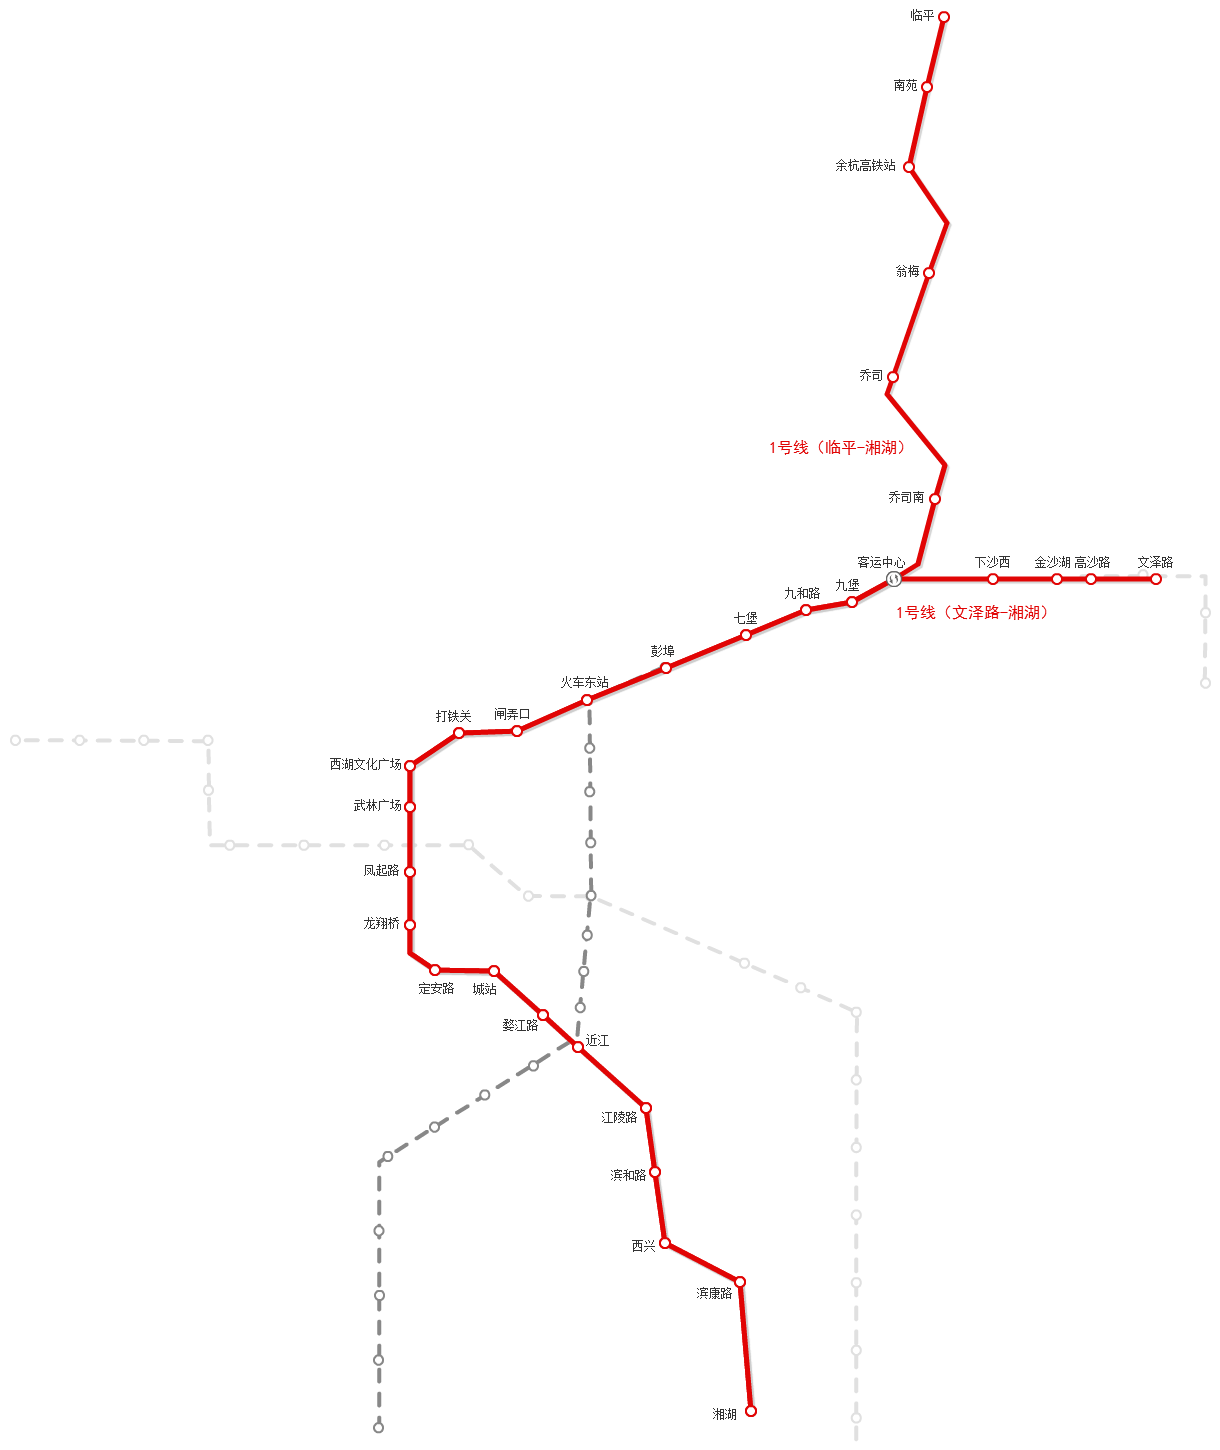 临平
南苑
余杭高铁站
翁梅
乔司
1号线（临平-湘湖）
乔司南
客运中心
下沙西
金沙湖
高沙路
文泽路
九堡
九和路
1号线（文泽路-湘湖）
七堡
彭埠
火车东站
闸弄口
打铁关
西湖文化广场
武林广场
凤起路
龙翔桥
定安路
城站
婺江路
近江
江陵路
滨和路
西兴
滨康路
湘湖